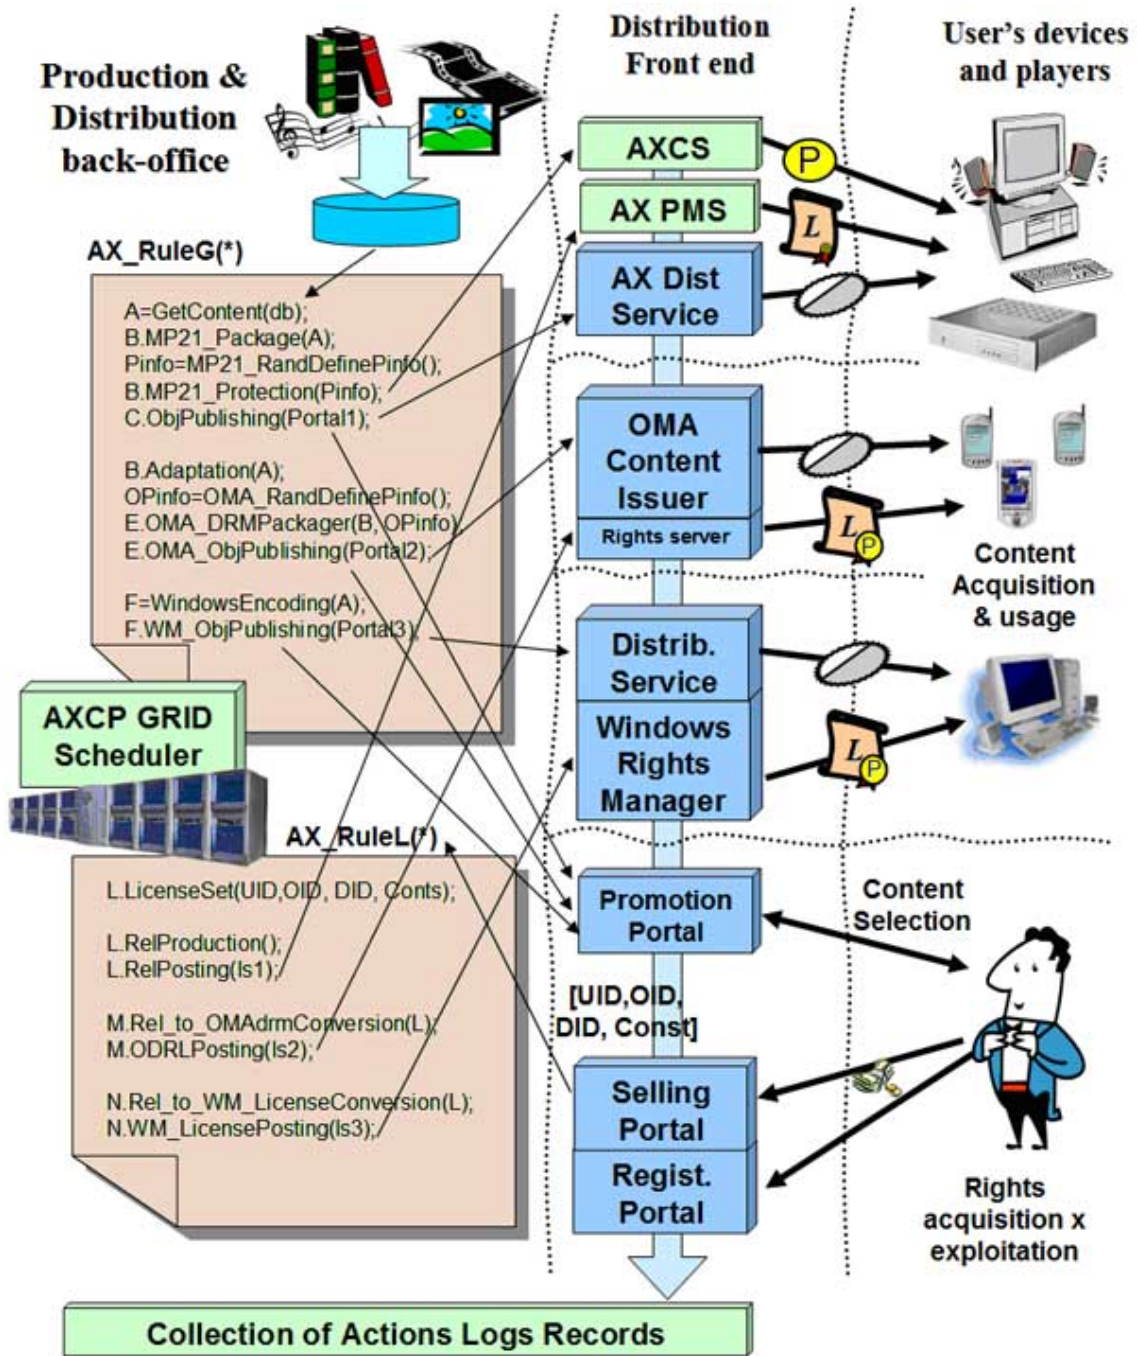 Production &
Distribution
back-office
Distribution
Front end
User's devices
and players
AX_RuleG(*)
A=GetContent(db);
B.MP21_Package(A);
Pinfo=MP21_RandDefinePinfo();
B.MP21_Protection(Pinfo);
C.ObjPublishing(Portal1);
B.Adaptation(A);
OPinfo=OMA_RandDefinePinfo();
E.OMA_DRMPackager(B, OPinfo)
E.OMA_ObjPublishing(Portal2);
F=WindowsEncoding(A);
F.WM_ObjPublishing(Portal3);
AXCP GRID
Scheduler
AX_RuleL(*)
L.LicenseSet(UID,OID, DID, Conts);
L.RelProduction();
L.RelPosting(ls1);
M.Rel_to_OMAdrmConversion(L);
M.ODRLPosting(ls2);
N.Rel_to_WM_LicenseConversion(L);
N.WM_LicensePosting(ls3);
AXCS
P
AX PMS
L
AX Dist
Service
OMA
Content
Issuer
Rights server
L
P
Content
Acquisition
& usage
Distrib.
Service
Windows
Rights
Manager
L
P
Promotion
Portal
Content
Selection
[UID,OID,
DID, Const]
Selling
Portal
Regist.
Portal
Rights
acquisition x
exploitation
Collection of Actions Logs Records